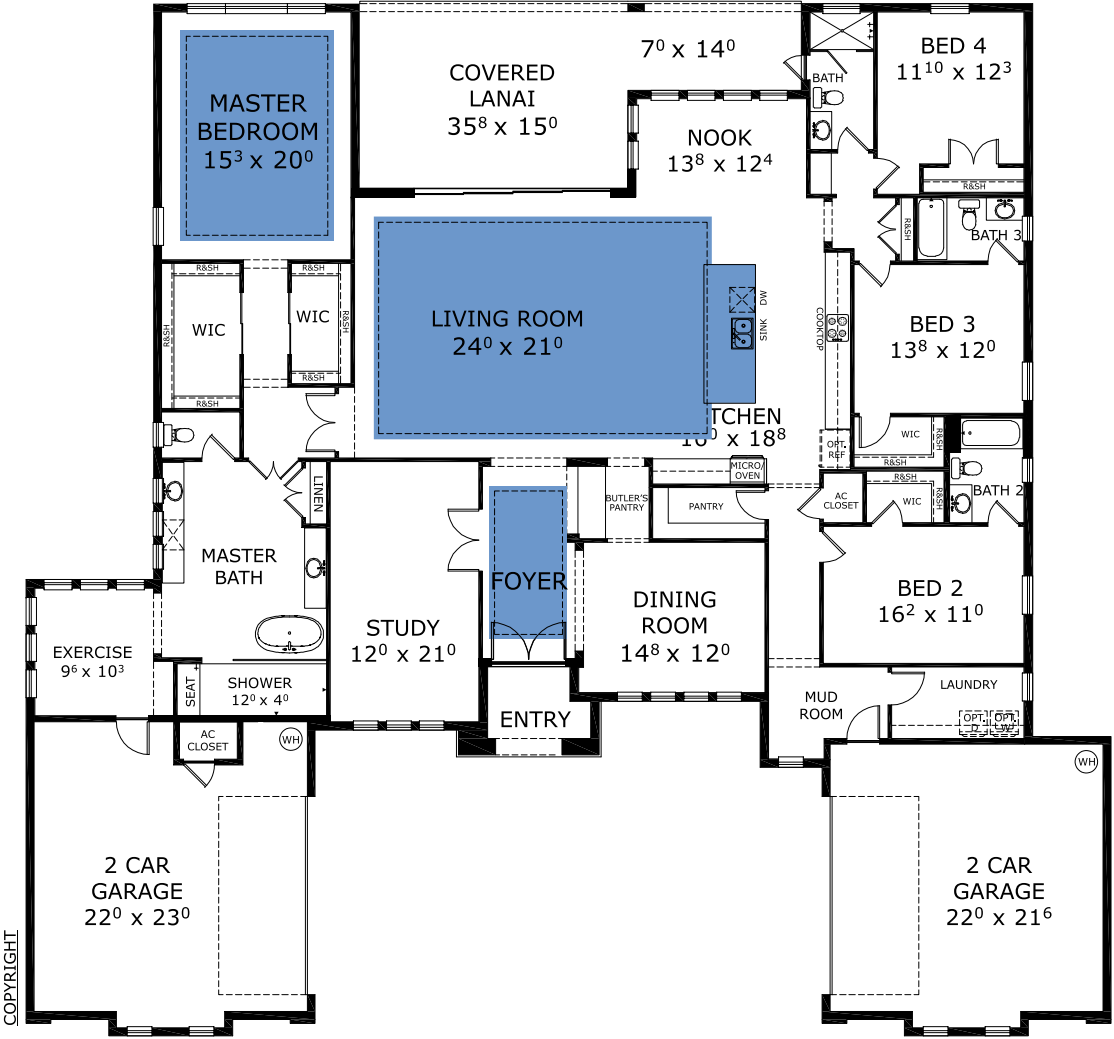 7⁰ x 14⁰
BED 4
11¹⁰ x 12³
COVERED
LANAI
35⁸ x 15⁰
BATH
MASTER
BEDROOM
15³ x 20⁰
NOOK
13⁸ x 12⁴
R&SH
R&SH
BATH 3
R&SH
R&SH
WIC
R&SH
R&SH
WIC
R&SH
R&SH
LIVING ROOM
24⁰ x 21⁰
DW
SINK
COOKTOP
BED 3
13⁸ x 12⁰
TCHEN
x 18⁸
OPT.
REF
WIC
R&SH
R&SH
MICRO/
OVEN
LINEN
BUTLER'S
PANTRY
PANTRY
AC
CLOSET
R&SH
WIC
R&SH
BATH 2
MASTER
BATH
FOYER
BED 2
16² x 11⁰
DINING
ROOM
14⁸ x 12⁰
STUDY
12⁰ x 21⁰
EXERCISE
9⁶ x 10³
SEAT
SHOWER
12⁰ x 4⁰
ENTRY
MUD
ROOM
LAUNDRY
OPT.
D
OPT.
W
AC
CLOSET
WH
WH
2 CAR
GARAGE
22⁰ x 23⁰
2 CAR
GARAGE
22⁰ x 21⁶
COPYRIGHT